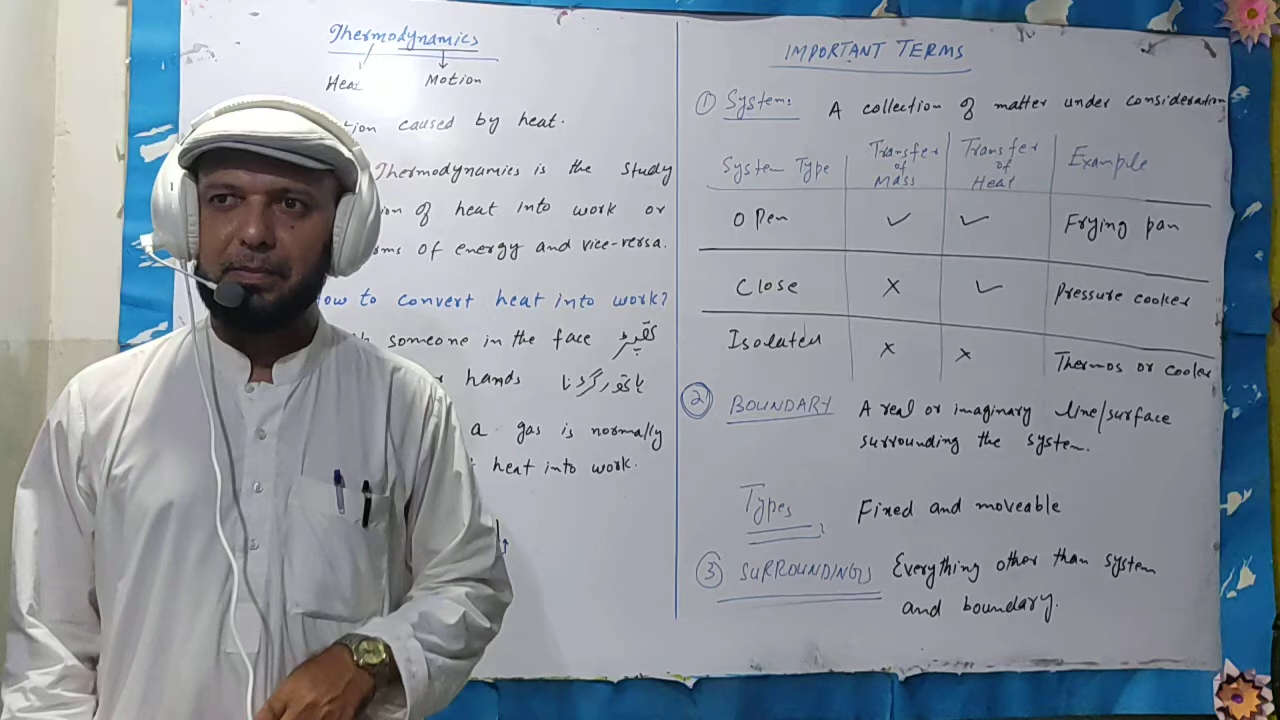 Thermodynamics
Heat Motion
caused by heat.
Thermodynamics is the study
of heat into work or
of energy and vice-versa.
to convert heat into work?
someone in the face تھپڑ
hands ہاتھ رگڑنا
a gas is normally
heat into work.
IMPORTANT TERMS
① System: A collection of matter under consideration
System Type Transfer of Mass Transfer of Heat Example
Open ✓ ✓ Frying pan
Close × ✓ Pressure cooker
Isolated × × Thermos or cooler
② BOUNDARY A real or imaginary line/surface
surrounding the system.
Types Fixed and moveable
③ SURROUNDINGS Everything other than system
and boundary.